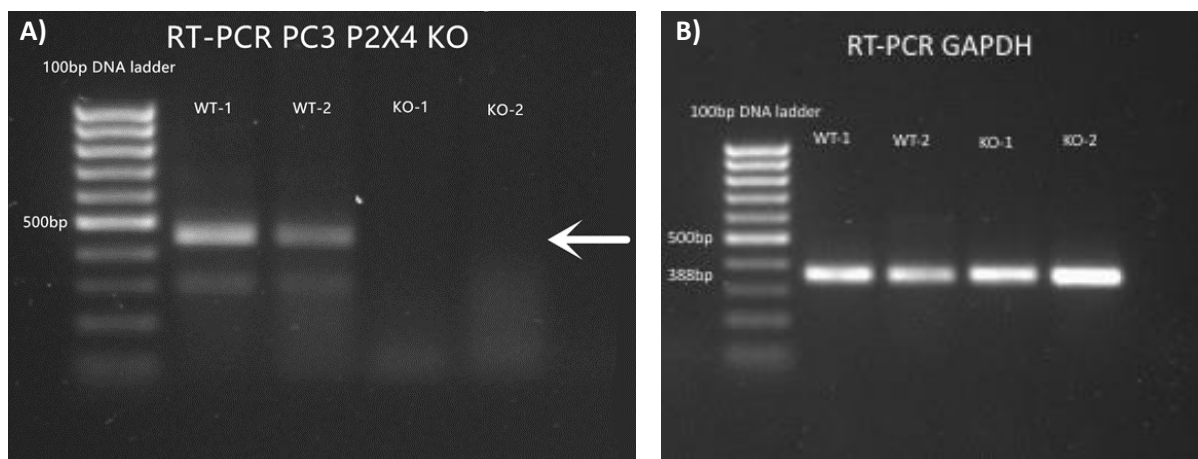 A)
RT-PCR PC3 P2X4 KO
100bp DNA ladder
WT-1 WT-2 KO-1 KO-2
500bp
B)
RT-PCR GAPDH
100bp DNA ladder
WT-1 WT-2 KO-1 KO-2
500bp
388bp